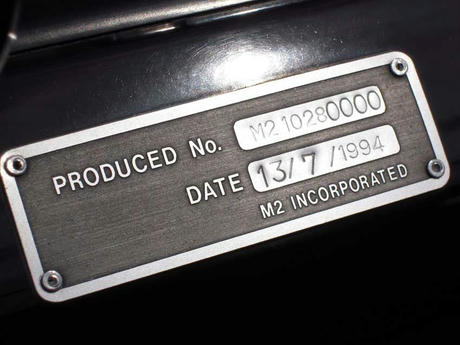 PRODUCED No. M2 10280000
DATE 13/7/1994
M2 INCORPORATED